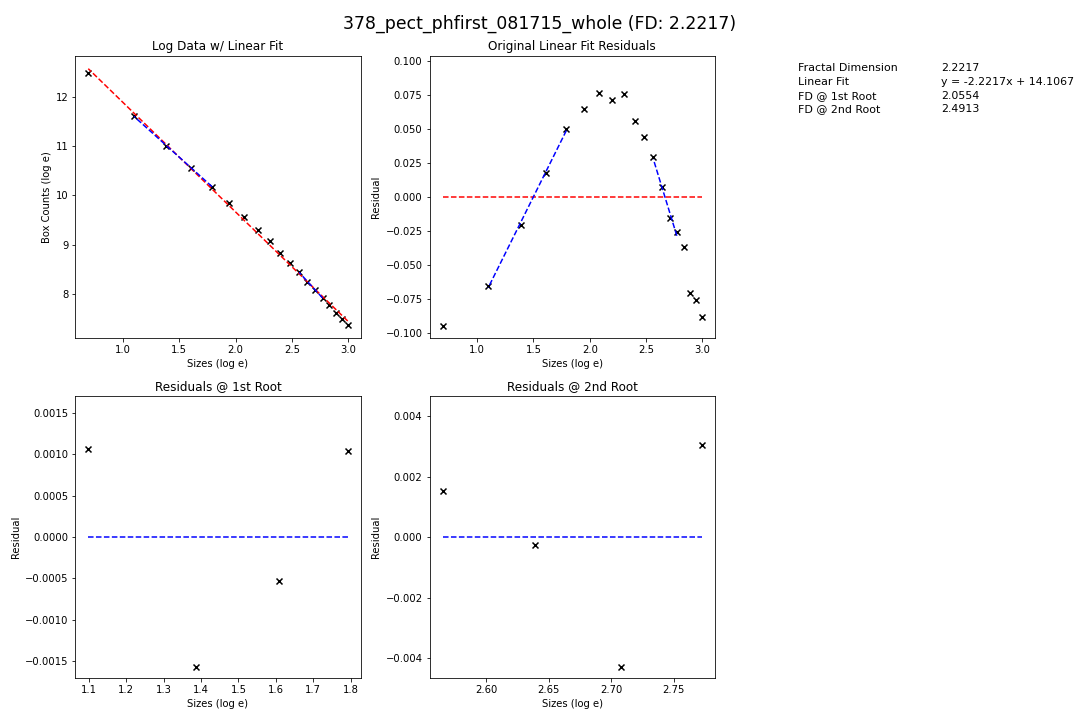 378_pect_phfirst_081715_whole (FD: 2.2217)
Log Data w/ Linear Fit
12
11
10
9
8
Box Counts (log e)
1.0 1.5 2.0 2.5 3.0
Sizes (log e)
Original Linear Fit Residuals
0.100
0.075
0.050
0.025
0.000
−0.025
−0.050
−0.075
−0.100
Residual
1.0 1.5 2.0 2.5 3.0
Sizes (log e)
Fractal Dimension 2.2217
Linear Fit y = -2.2217x + 14.1067
FD @ 1st Root 2.0554
FD @ 2nd Root 2.4913
Residuals @ 1st Root
0.0015
0.0010
0.0005
0.0000
−0.0005
−0.0010
−0.0015
Residual
1.1 1.2 1.3 1.4 1.5 1.6 1.7 1.8
Sizes (log e)
Residuals @ 2nd Root
0.004
0.002
0.000
−0.002
−0.004
Residual
2.60 2.65 2.70 2.75
Sizes (log e)